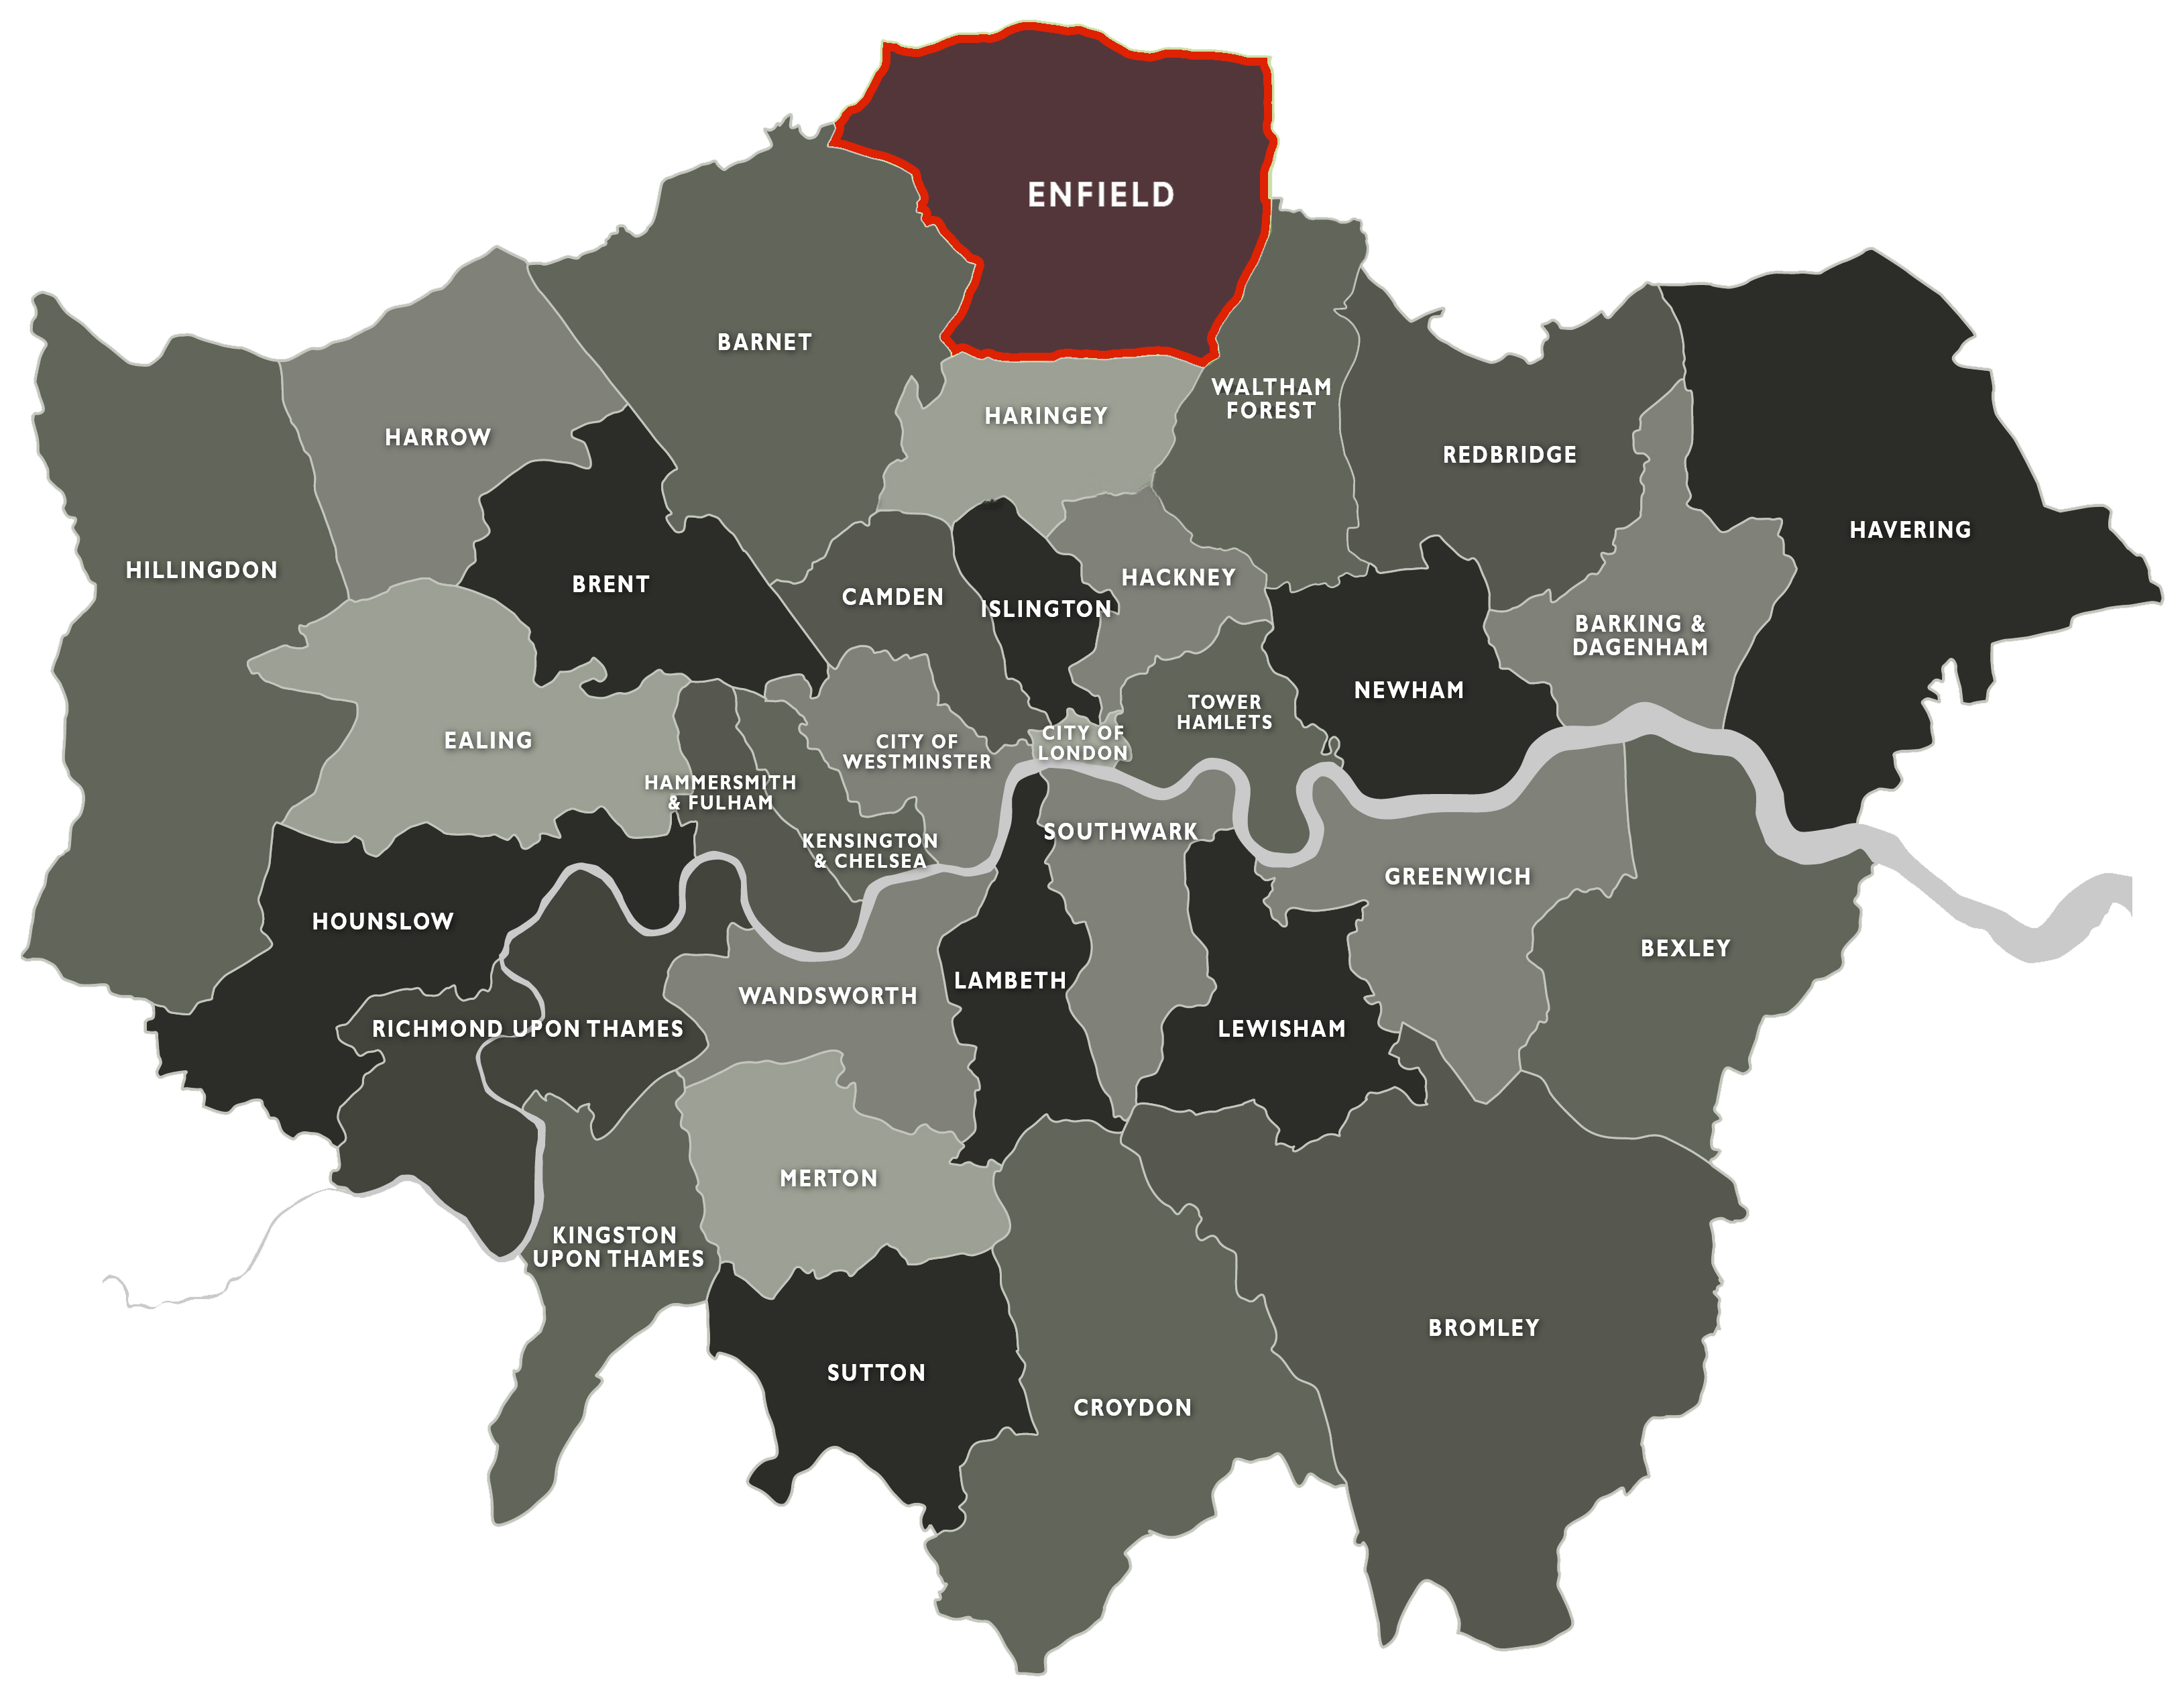 ENFIELD
BARNET
HARINGEY
WALTHAM
FOREST
HARROW
REDBRIDGE
HAVERING
HILLINGDON
BRENT
CAMDEN
ISLINGTON
HACKNEY
BARKING &
DAGENHAM
NEWHAM
TOWER
HAMLETS
EALING
CITY OF
WESTMINSTER
CITY OF
LONDON
HAMMERSMITH
& FULHAM
KENSINGTON
& CHELSEA
SOUTHWARK
GREENWICH
HOUNSLOW
BEXLEY
LAMBETH
WANDSWORTH
RICHMOND UPON THAMES
LEWISHAM
MERTON
KINGSTON
UPON THAMES
BROMLEY
SUTTON
CROYDON